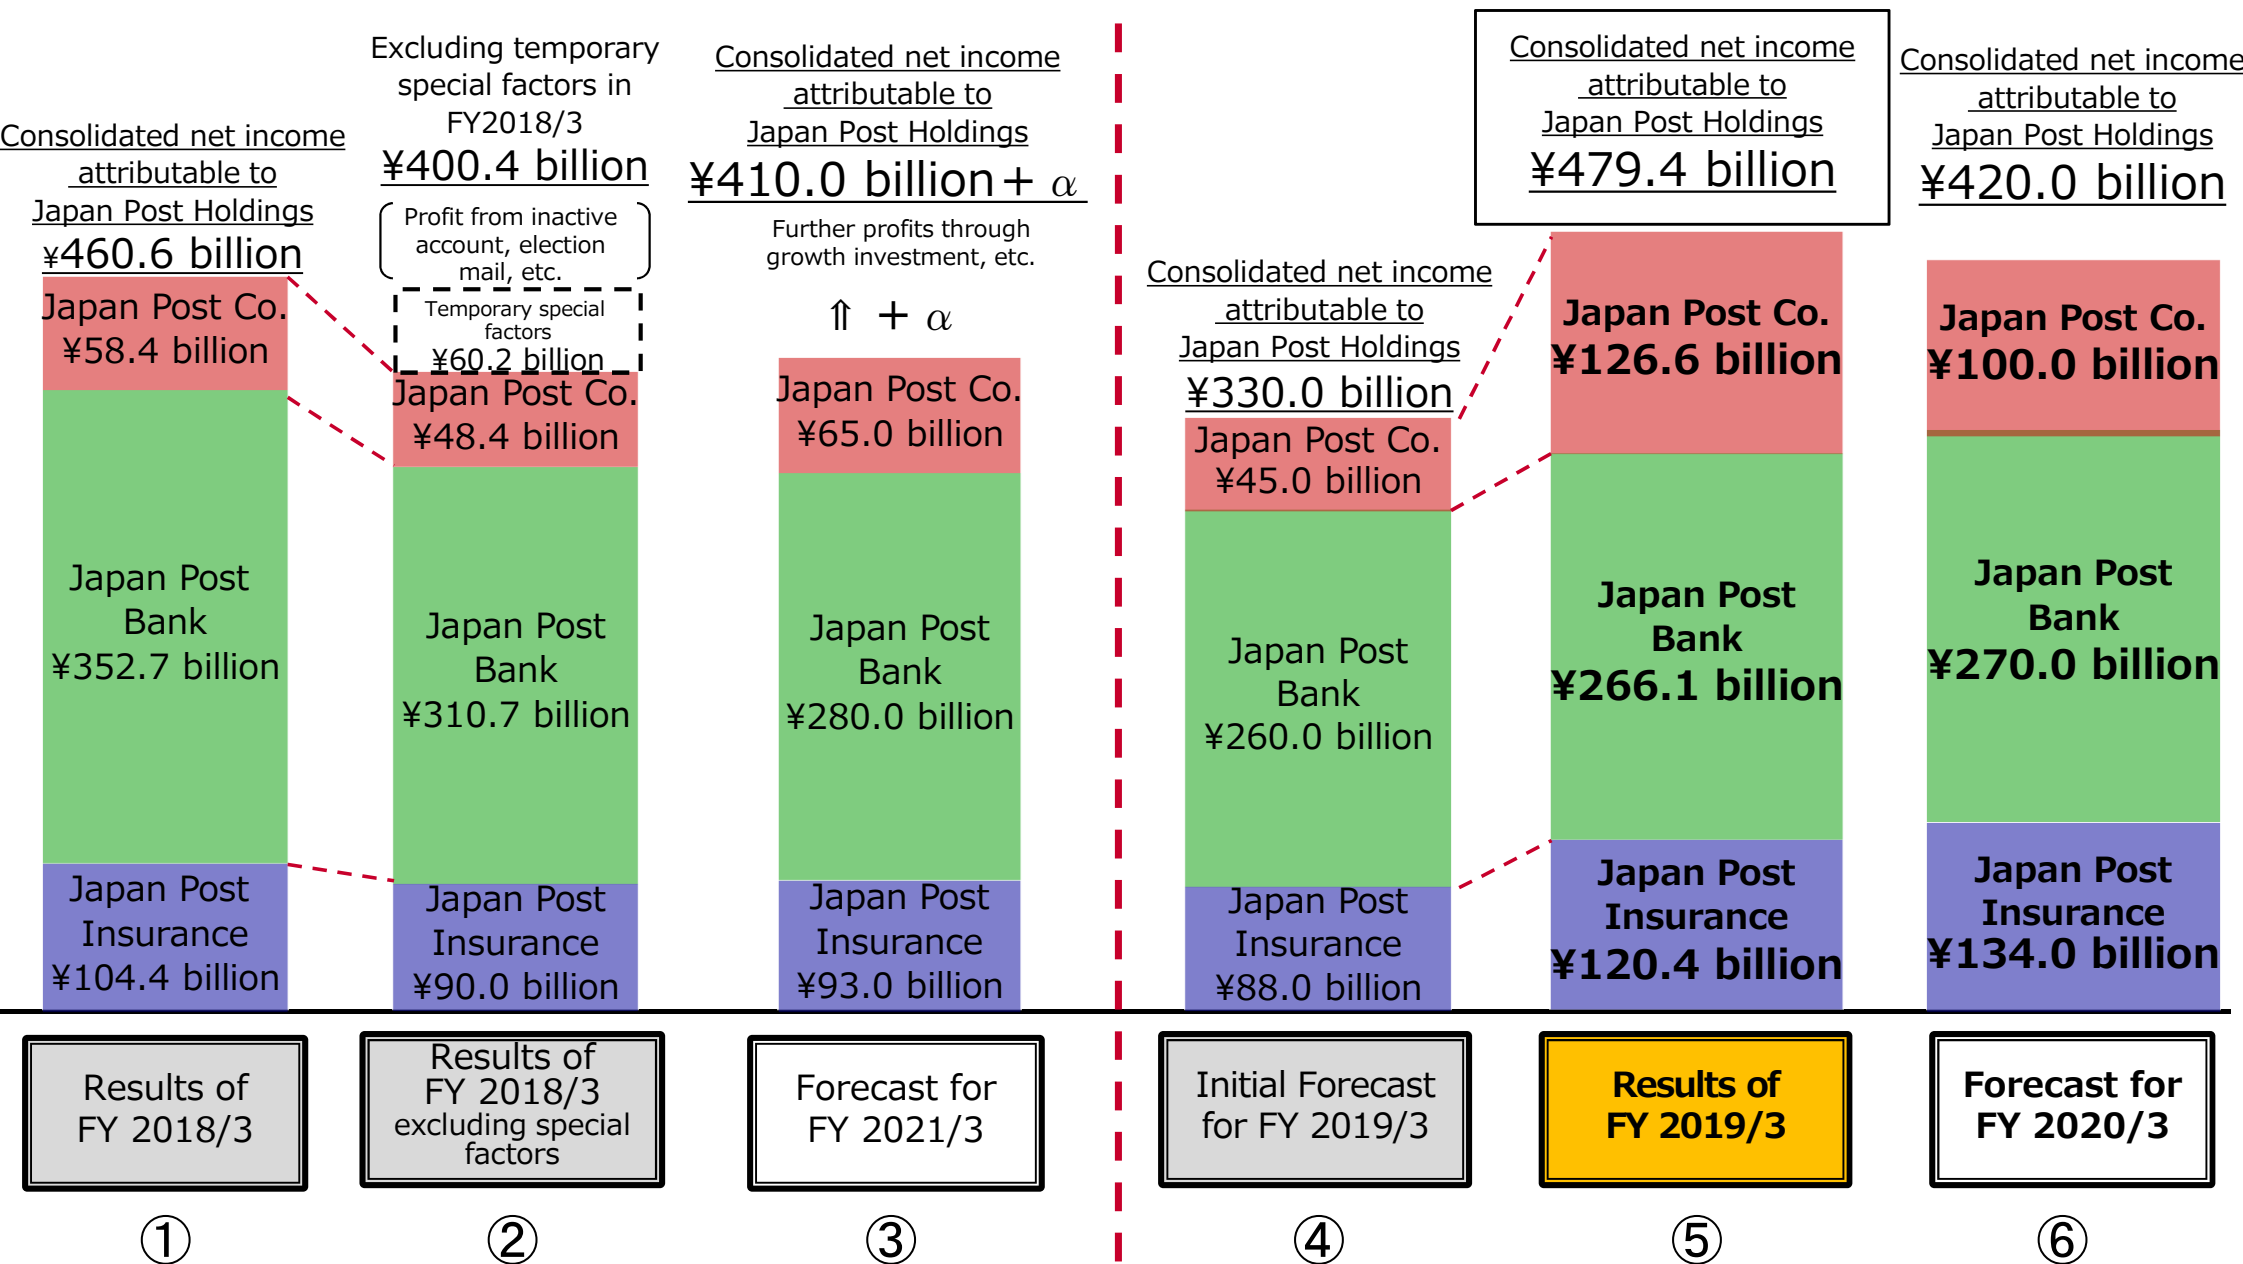 Consolidated net income
attributable to
Japan Post Holdings
¥460.6 billion
Japan Post Co.
¥58.4 billion
Japan Post
Bank
¥352.7 billion
Japan Post
Insurance
¥104.4 billion
Results of
FY 2018/3
①
Excluding temporary
special factors in
FY2018/3
¥400.4 billion
Profit from inactive
account, election
mail, etc.
Temporary special
factors
¥60.2 billion
Japan Post Co.
¥48.4 billion
Japan Post
Bank
¥310.7 billion
Japan Post
Insurance
¥90.0 billion
Results of
FY 2018/3
excluding special
factors
②
Consolidated net income
attributable to
Japan Post Holdings
¥410.0 billion + α
Further profits through
growth investment, etc.
⇑ + α
Japan Post Co.
¥65.0 billion
Japan Post
Bank
¥280.0 billion
Japan Post
Insurance
¥93.0 billion
Forecast for
FY 2021/3
③
Consolidated net income
attributable to
Japan Post Holdings
¥330.0 billion
Japan Post Co.
¥45.0 billion
Japan Post
Bank
¥260.0 billion
Japan Post
Insurance
¥88.0 billion
Initial Forecast
for FY 2019/3
④
Consolidated net income
attributable to
Japan Post Holdings
¥479.4 billion
Japan Post Co.
¥126.6 billion
Japan Post
Bank
¥266.1 billion
Japan Post
Insurance
¥120.4 billion
Results of
FY 2019/3
⑤
Consolidated net income
attributable to
Japan Post Holdings
¥420.0 billion
Japan Post Co.
¥100.0 billion
Japan Post
Bank
¥270.0 billion
Japan Post
Insurance
¥134.0 billion
Forecast for
FY 2020/3
⑥